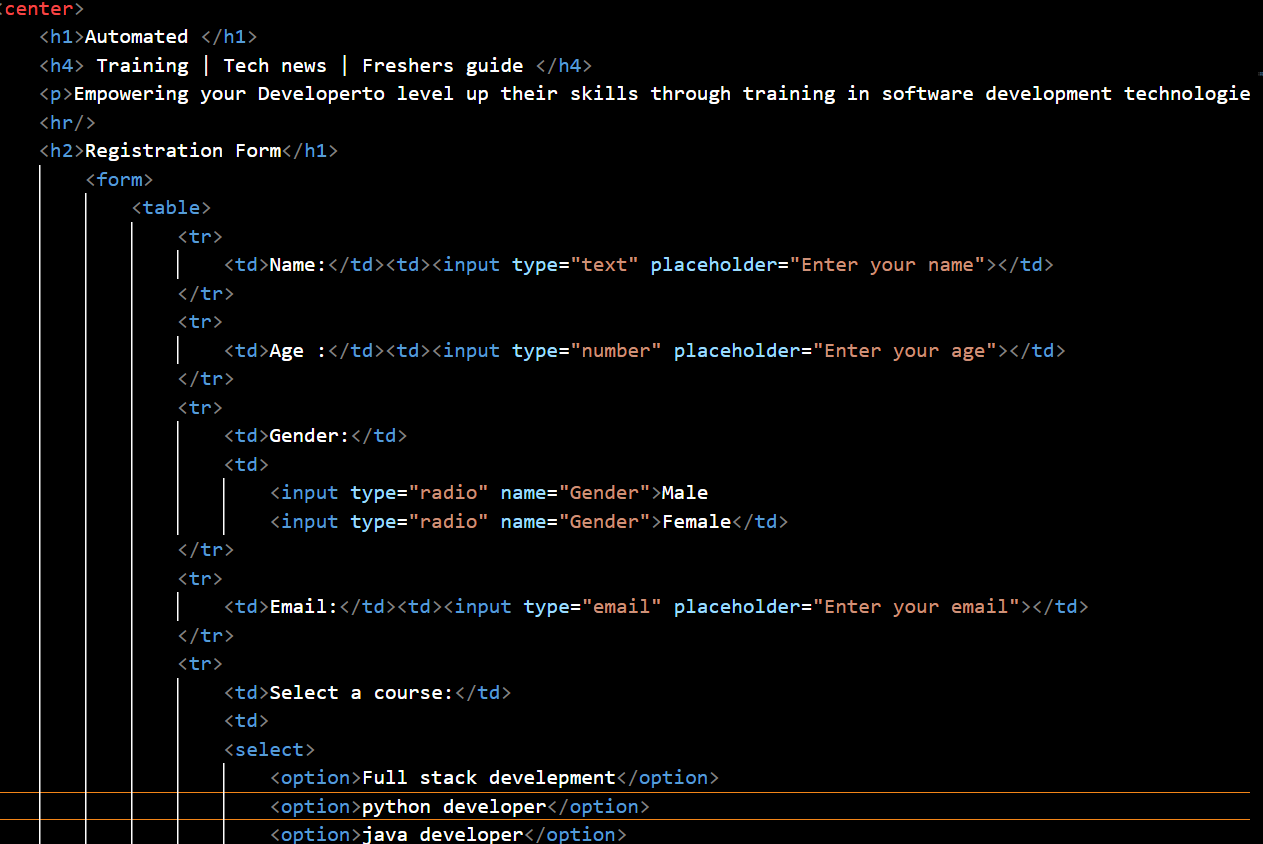 <center>
<h1>Automated </h1>
<h4> Training | Tech news | Freshers guide </h4>
<p>Empowering your Developerto level up their skills through training in software development technologie
<hr/>
<h2>Registration Form</h1>
<form>
<table>
<tr>
<td>Name:</td><td><input type="text" placeholder="Enter your name"></td>
</tr>
<tr>
<td>Age :</td><td><input type="number" placeholder="Enter your age"></td>
</tr>
<tr>
<td>Gender:</td>
<td>
<input type="radio" name="Gender">Male
<input type="radio" name="Gender">Female</td>
</tr>
<tr>
<td>Email:</td><td><input type="email" placeholder="Enter your email"></td>
</tr>
<tr>
<td>Select a course:</td>
<td>
<select>
<option>Full stack develepment</option>
<option>python developer</option>
<option>java developer</option>